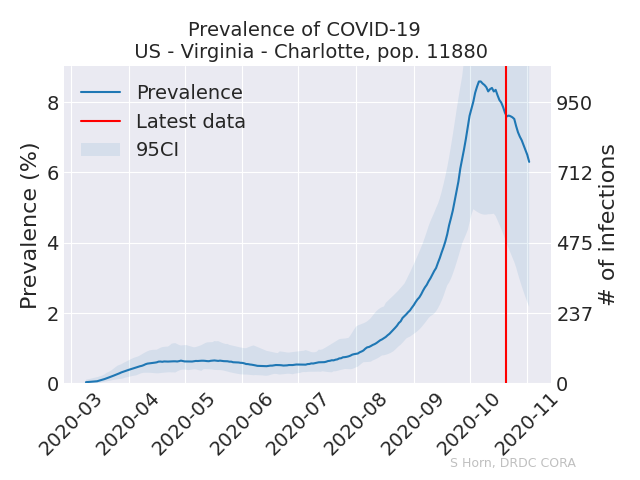 Prevalence of COVID-19
US - Virginia - Charlotte, pop. 11880
Prevalence
Latest data
95CI
Prevalence (%)
8
6
4
2
0
# of infections
950
712
475
237
0
2020-03
2020-04
2020-05
2020-06
2020-07
2020-08
2020-09
2020-10
2020-11
S Horn, DRDC CORA